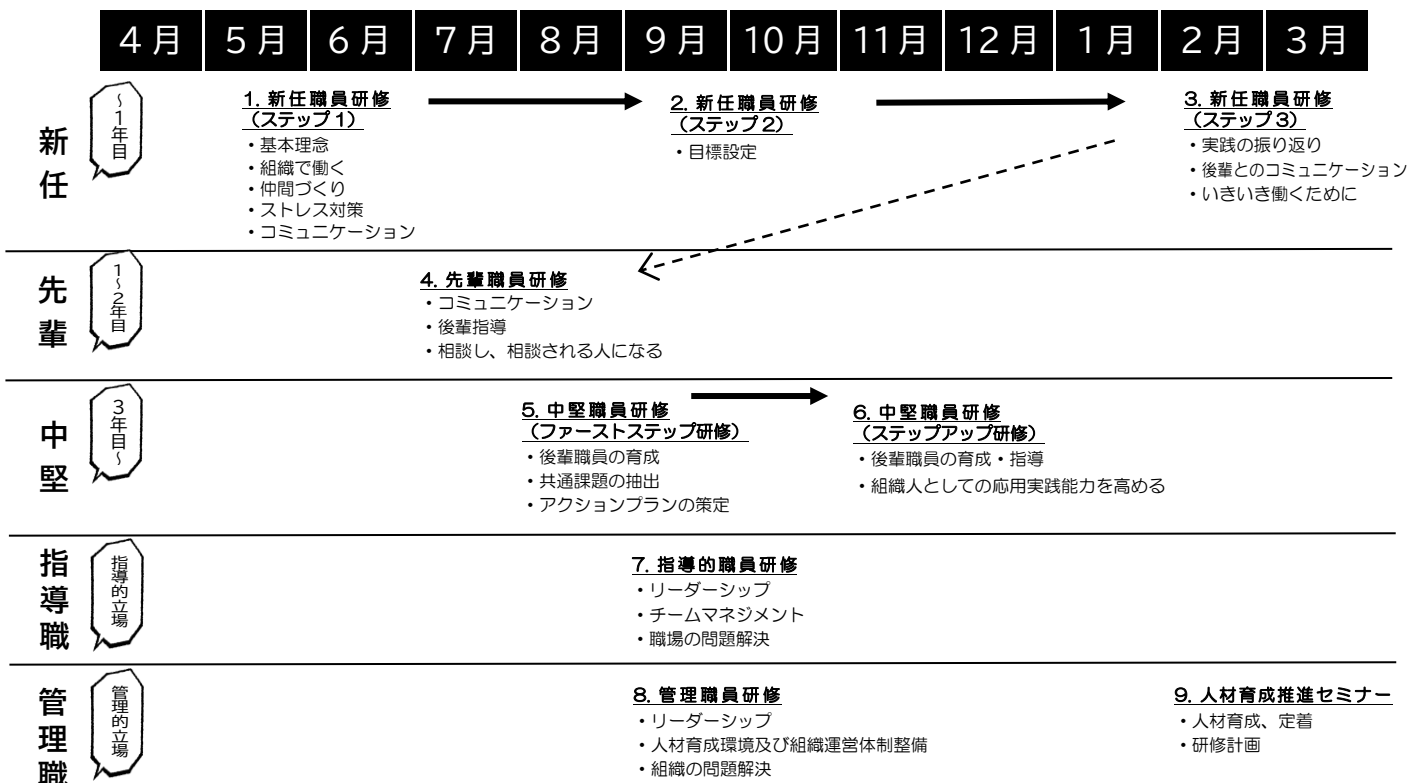 4月 5月 6月 7月 8月 9月 10月 11月 12月 1月 2月 3月
新任
～1年目
1. 新任職員研修
（ステップ1）
・基本理念
・組織で働く
・仲間づくり
・ストレス対策
・コミュニケーション
2. 新任職員研修
（ステップ2）
・目標設定
3. 新任職員研修
（ステップ3）
・実践の振り返り
・後輩とのコミュニケーション
・いきいき働くために
先輩
1～2年目
4. 先輩職員研修
・コミュニケーション
・後輩指導
・相談し、相談される人になる
中堅
3年目～
5. 中堅職員研修
（ファーストステップ研修）
・後輩職員の育成
・共通課題の抽出
・アクションプランの策定
6. 中堅職員研修
（ステップアップ研修）
・後輩職員の育成・指導
・組織人としての応用実践能力を高める
指導職
指導的立場
7. 指導的職員研修
・リーダーシップ
・チームマネジメント
・職場の問題解決
管理職
管理的立場
8. 管理職員研修
・リーダーシップ
・人材育成環境及び組織運営体制整備
・組織の問題解決
9. 人材育成推進セミナー
・人材育成、定着
・研修計画